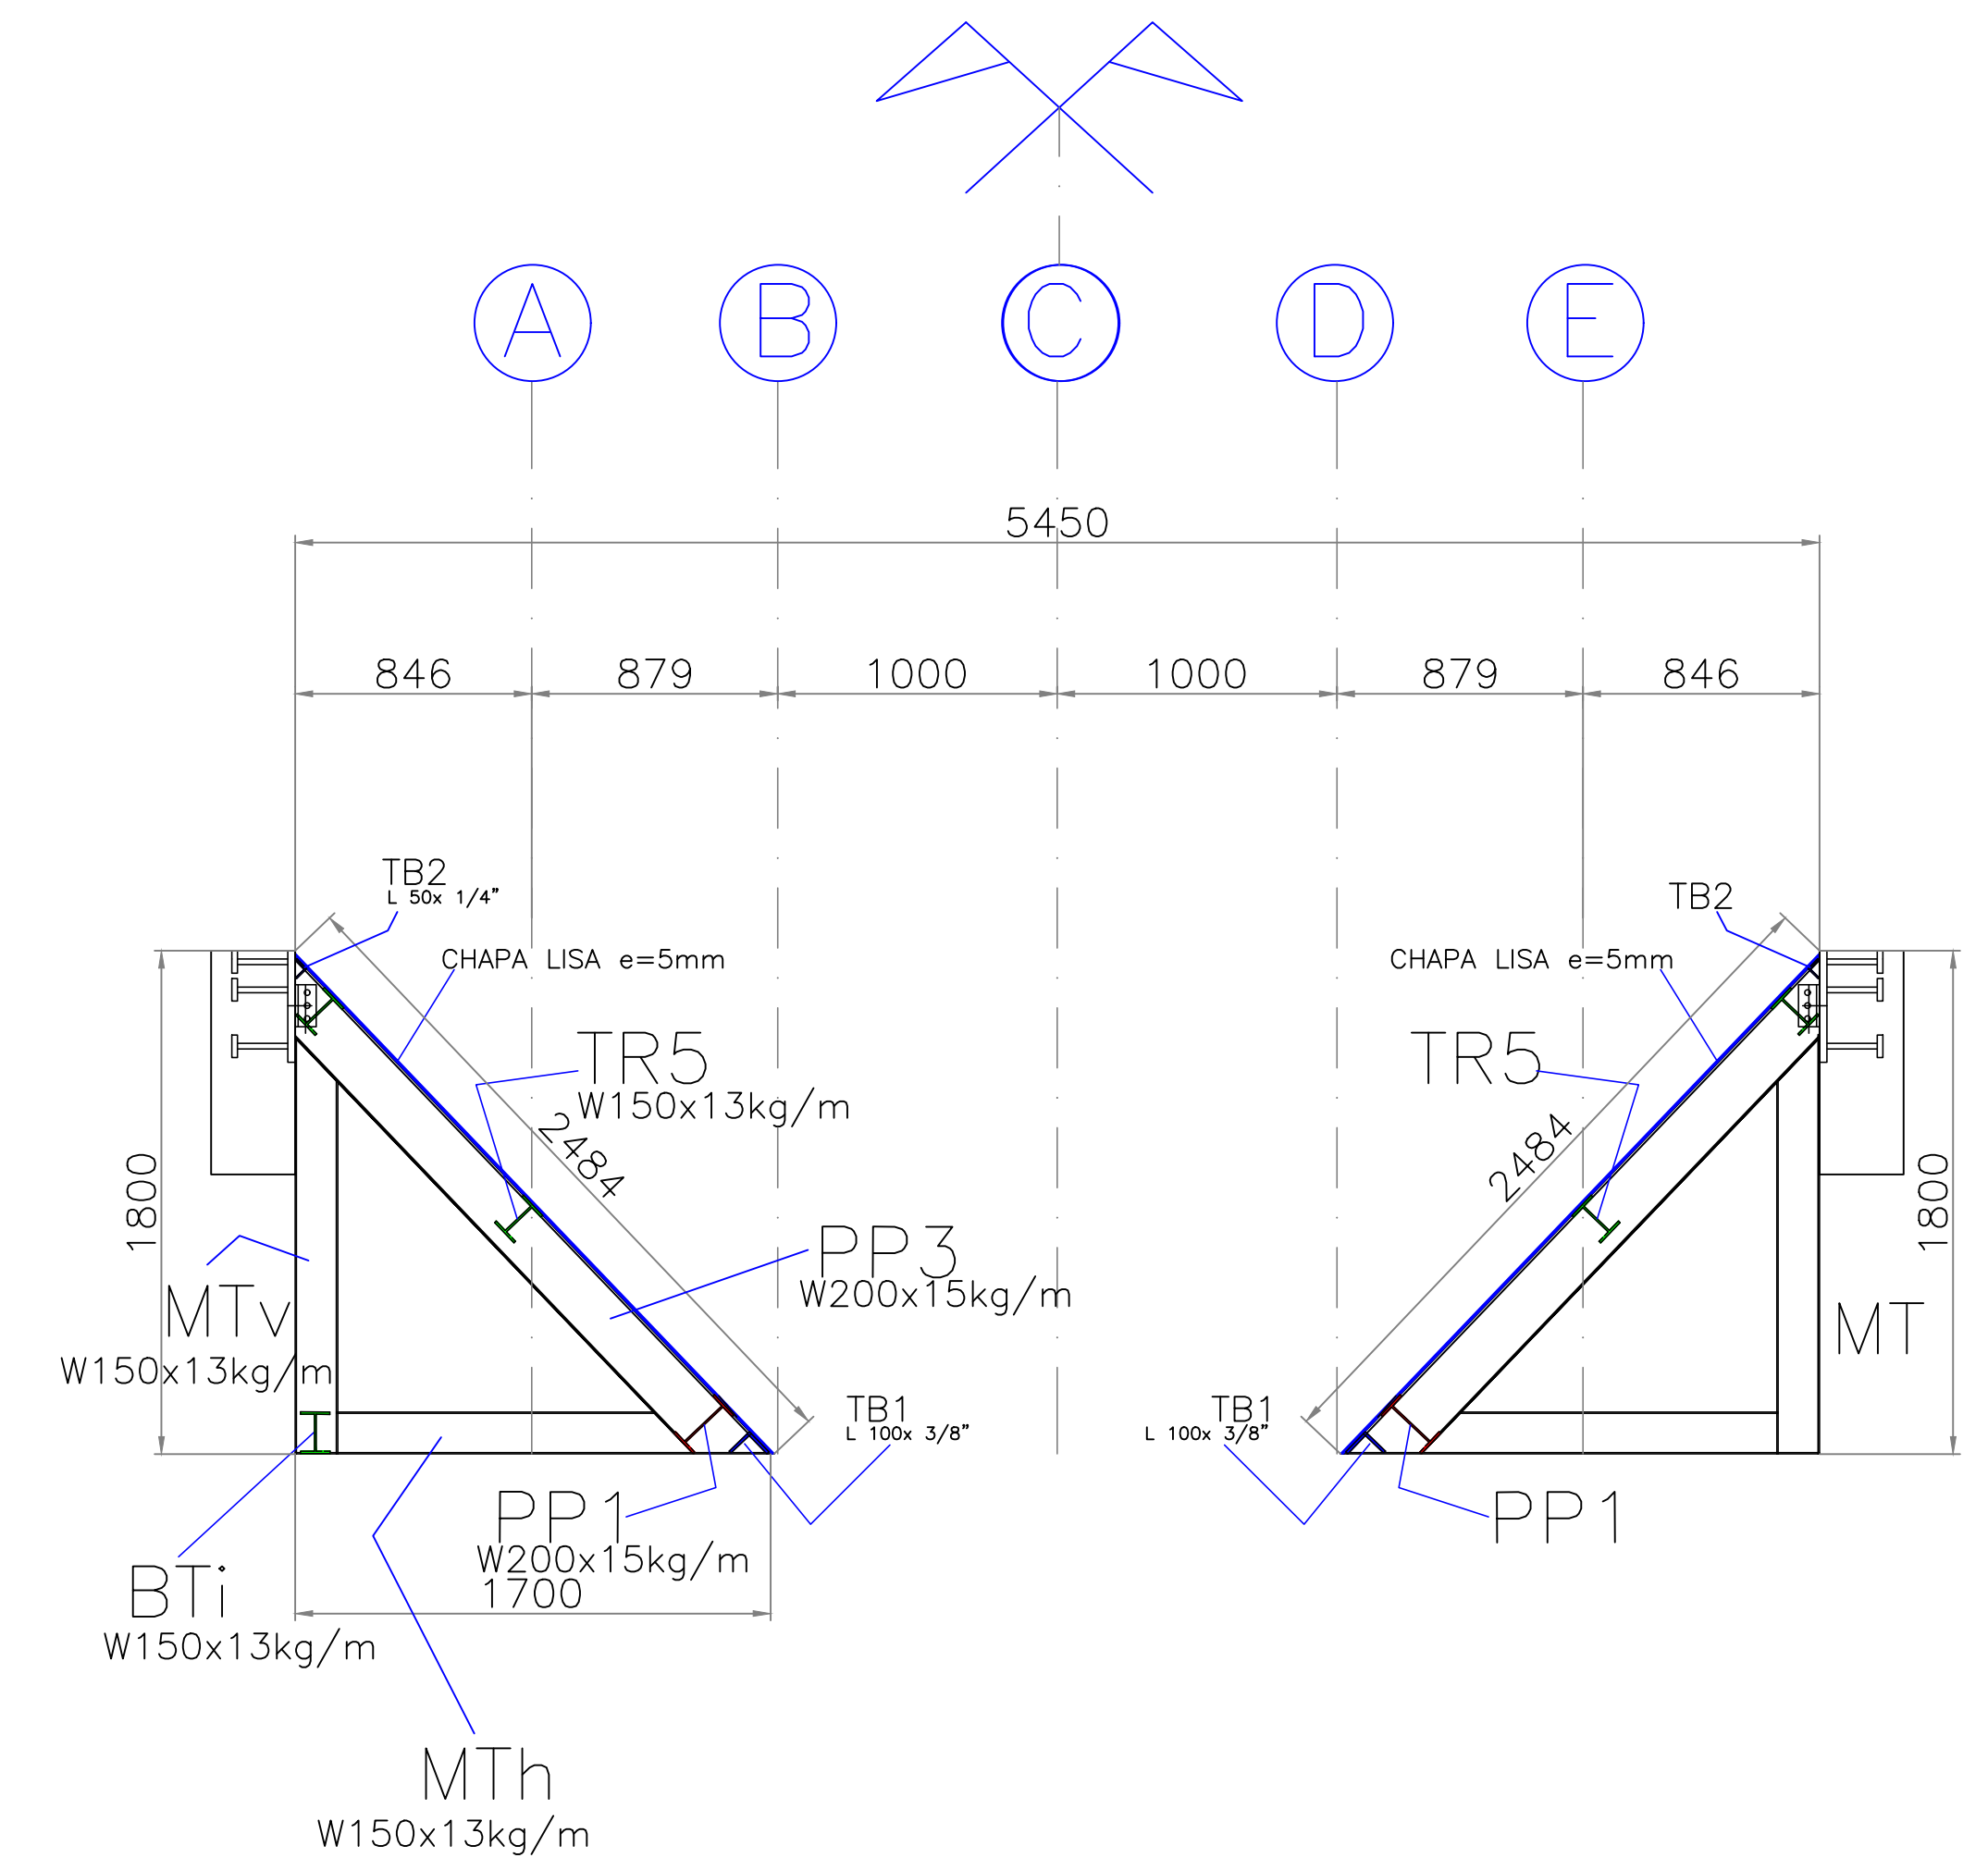 A B C D E
5450
846 879 1000 1000 879 846
TB2
L 50x 1/4"
TB2
CHAPA LISA e=5mm
CHAPA LISA e=5mm
TR5
W150x13kg/m
TR5
2484
2484
1800
1800
PP3
W200x15kg/m
MTv
W150x13kg/m
MT
TB1
L 100x 3/8"
TB1
L 100x 3/8"
PP1
W200x15kg/m
PP1
1700
BTi
W150x13kg/m
MTh
W150x13kg/m